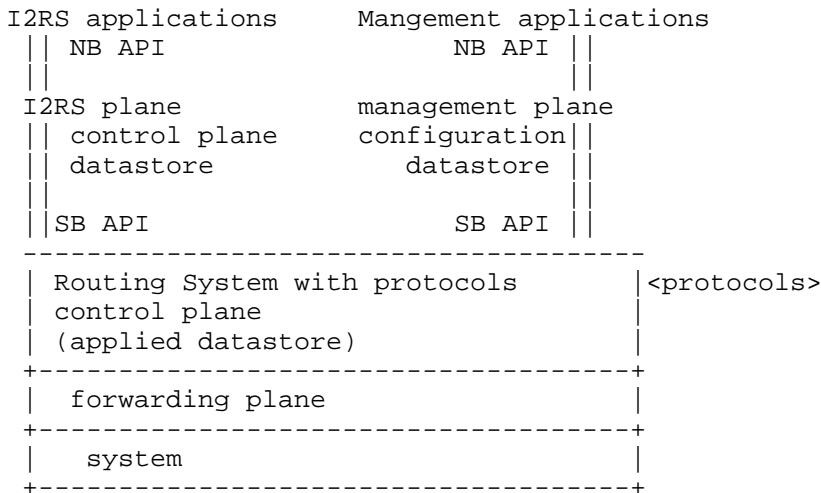 I2RS applications     Mangement applications
 || NB API                  NB API ||
 ||                                ||
 I2RS plane           management plane
 || control plane     configuration||
 || datastore            datastore ||
 ||                                ||
 ||SB API                   SB API ||
 ---------------------------------------
 | Routing System with protocols       |<protocols>
 | control plane                       |
 | (applied datastore)                 |
 +-------------------------------------+
 |  forwarding plane                   |
 +-------------------------------------+
 |   system                            |
 +-------------------------------------+